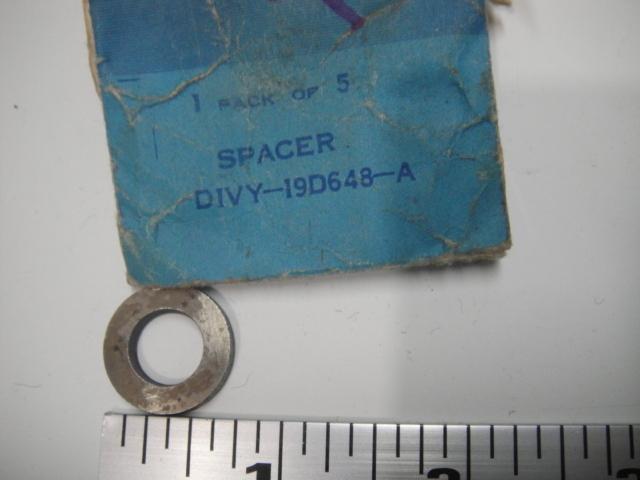 1 PACK OF 5
SPACER
DIVY-19D648-A
1
2